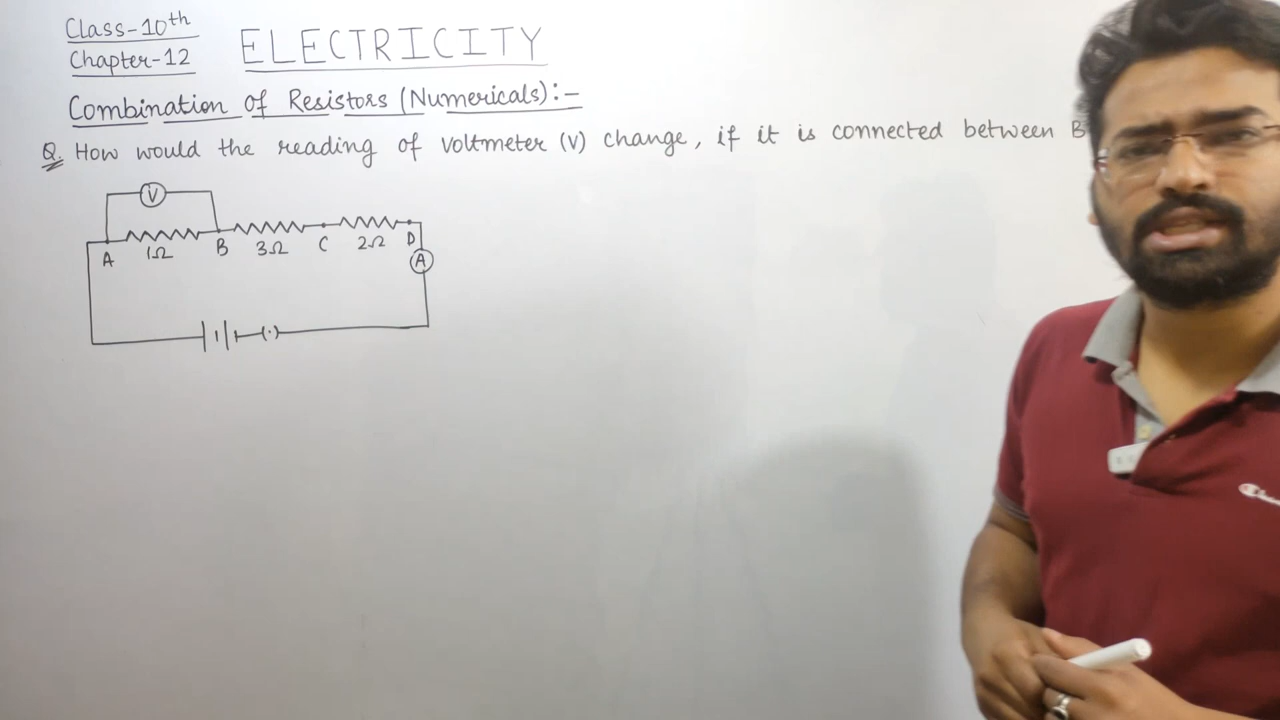 Class-10th
Chapter-12
ELECTRICITY
Combination of Resistors (Numericals):-
Q. How would the reading of voltmeter (V) change, if it is connected between B
V
A 1Ω B 3Ω C 2Ω D
A